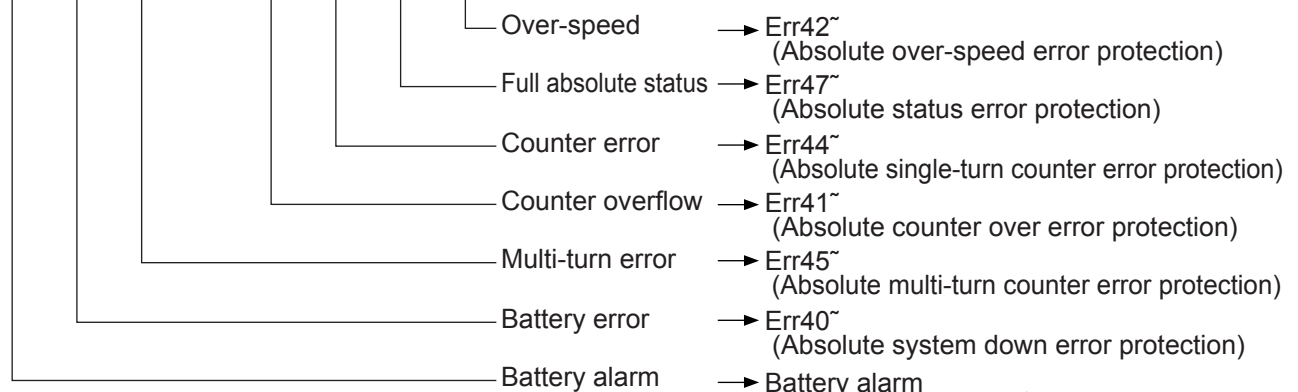 Over-speed → Err42˜
(Absolute over-speed error protection)
Full absolute status → Err47˜
(Absolute status error protection)
Counter error → Err44˜
(Absolute single-turn counter error protection)
Counter overflow → Err41˜
(Absolute counter over error protection)
Multi-turn error → Err45˜
(Absolute multi-turn counter error protection)
Battery error → Err40˜
(Absolute system down error protection)
Battery alarm → Battery alarm